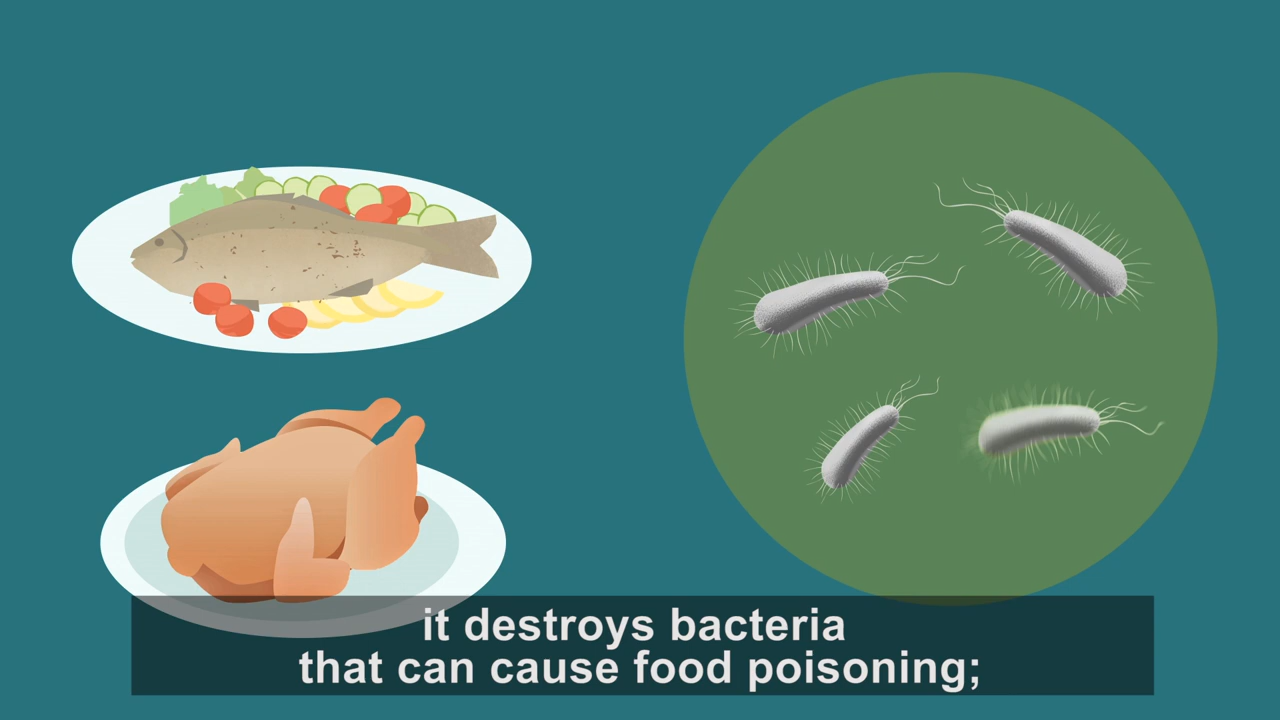 it destroys bacteria
that can cause food poisoning;